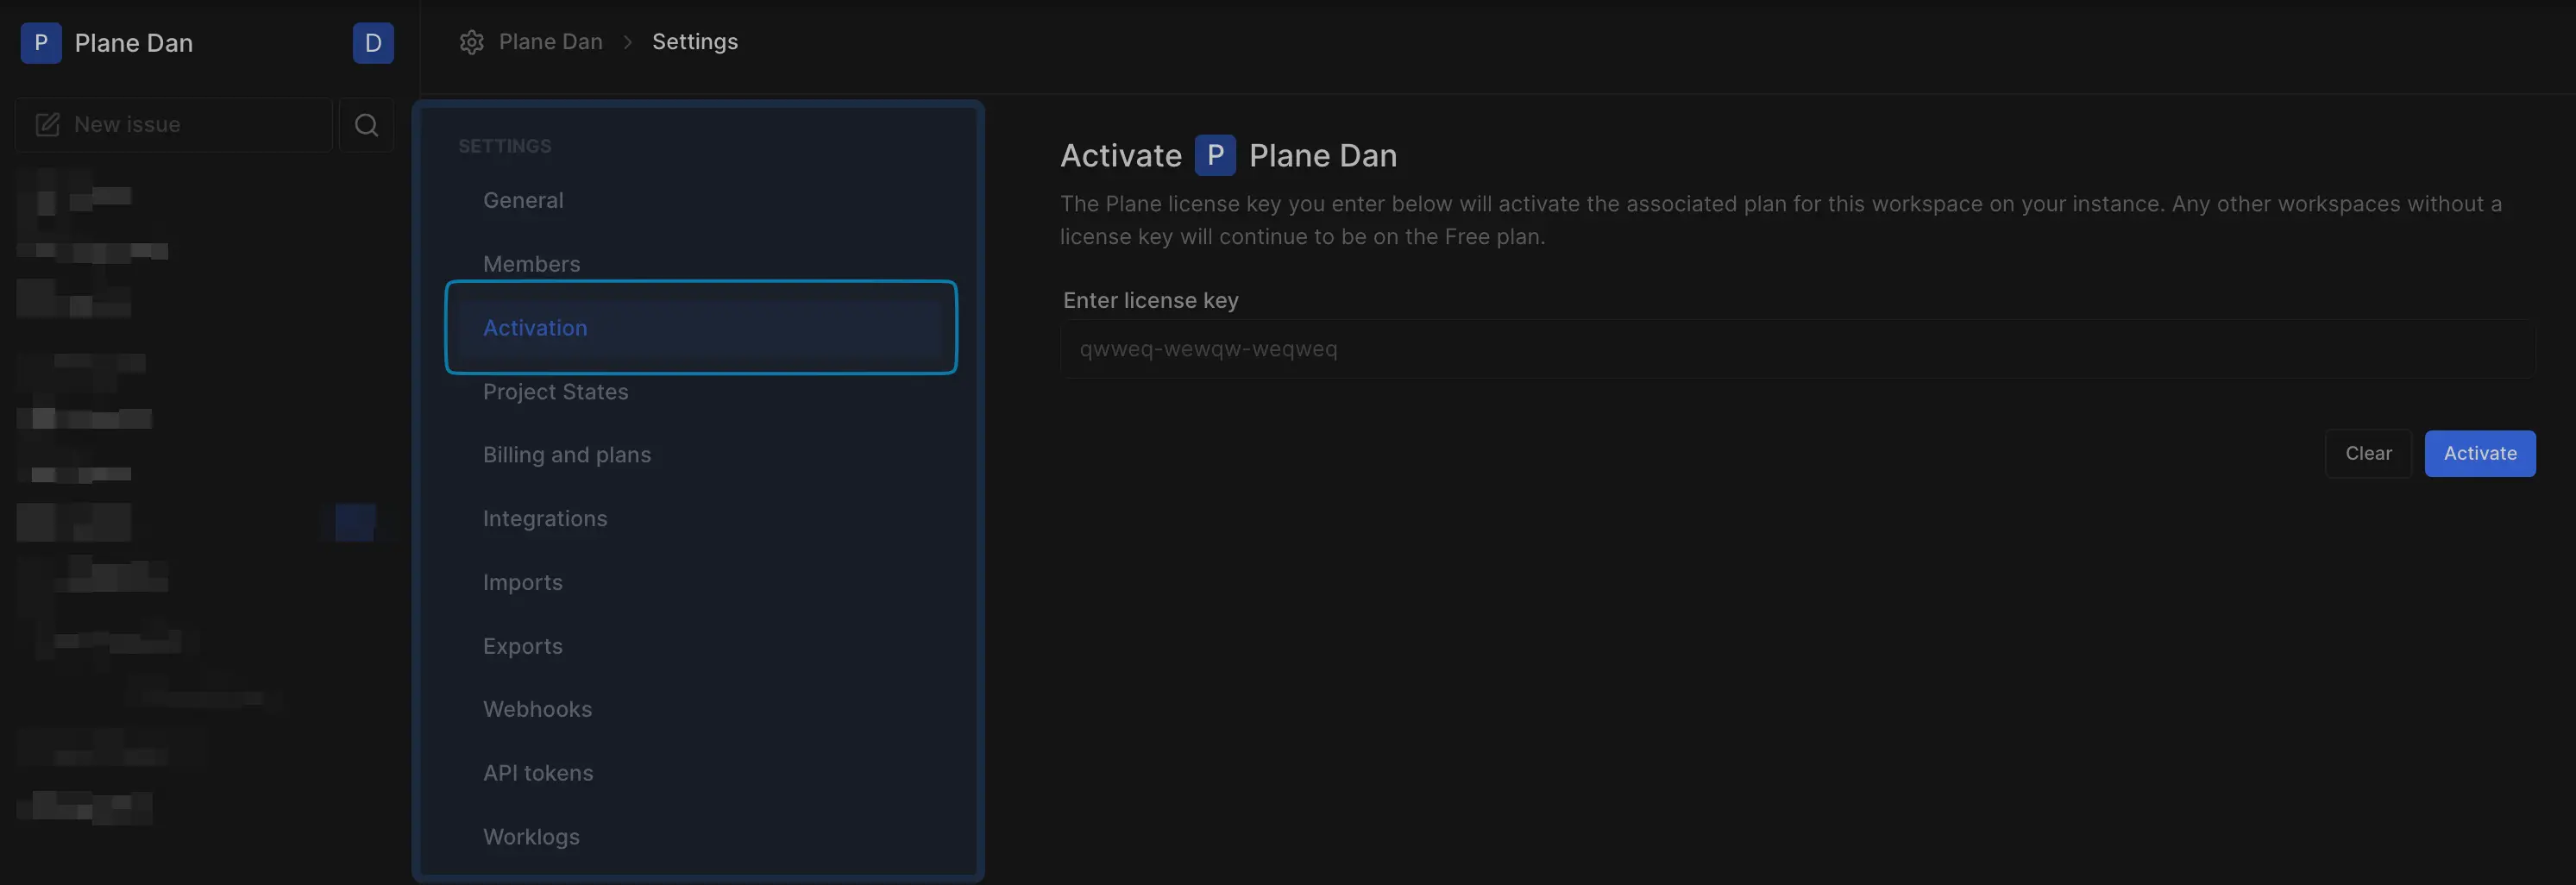 P Plane Dan D
Plane Dan > Settings
New issue
SETTINGS
General
Members
Activation
Project States
Billing and plans
Integrations
Imports
Exports
Webhooks
API tokens
Worklogs
Activate P Plane Dan
The Plane license key you enter below will activate the associated plan for this workspace on your instance. Any other workspaces without a
license key will continue to be on the Free plan.
Enter license key
qwweq-wewqw-weqweq
Clear Activate